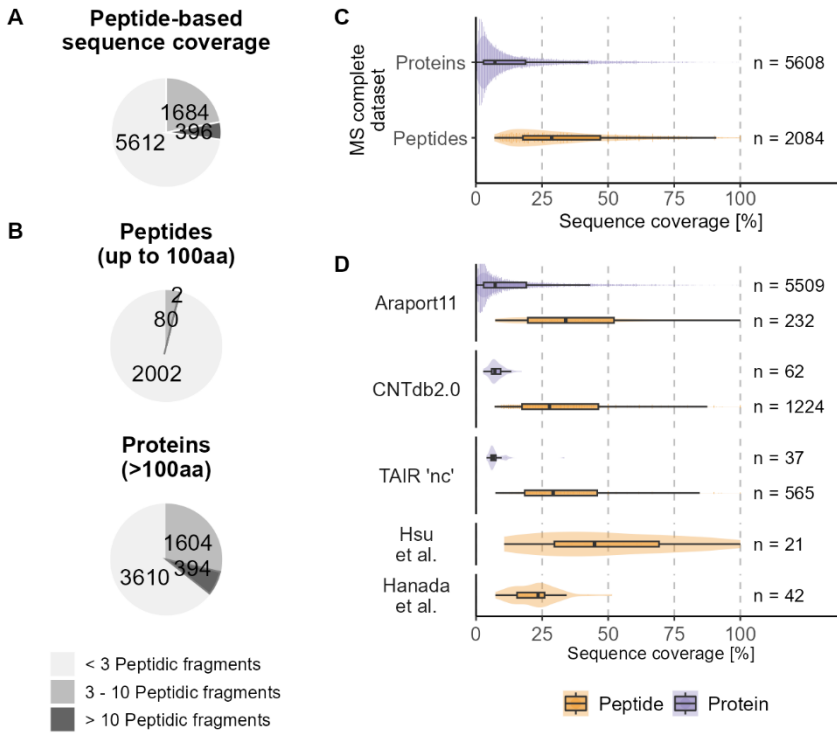 A
Peptide-based
sequence coverage
1684
396
5612
B
Peptides
(up to 100aa)
2
80
2002
Proteins
(>100aa)
1604
394
3610
< 3 Peptidic fragments
3 - 10 Peptidic fragments
> 10 Peptidic fragments
C
MS complete
dataset
Proteins
n = 5608
Peptides
n = 2084
0 25 50 75 100
Sequence coverage [%]
D
Araport11
n = 5509
n = 232
CNTdb2.0
n = 62
n = 1224
TAIR 'nc'
n = 37
n = 565
Hsu
et al.
n = 21
Hanada
et al.
n = 42
0 25 50 75 100
Sequence coverage [%]
Peptide Protein